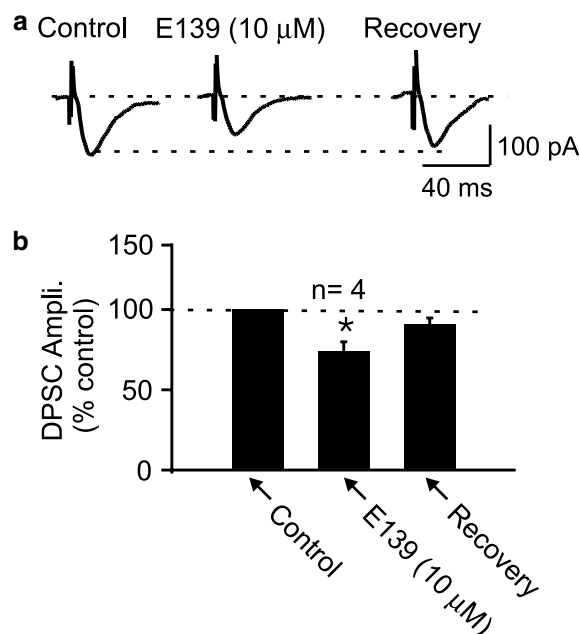 a
Control E139 (10 µM) Recovery
100 pA
40 ms
b
DPSC Ampli.
(% control)
150
100
50
0
n= 4
*
Control
E139 (10 µM)
Recovery